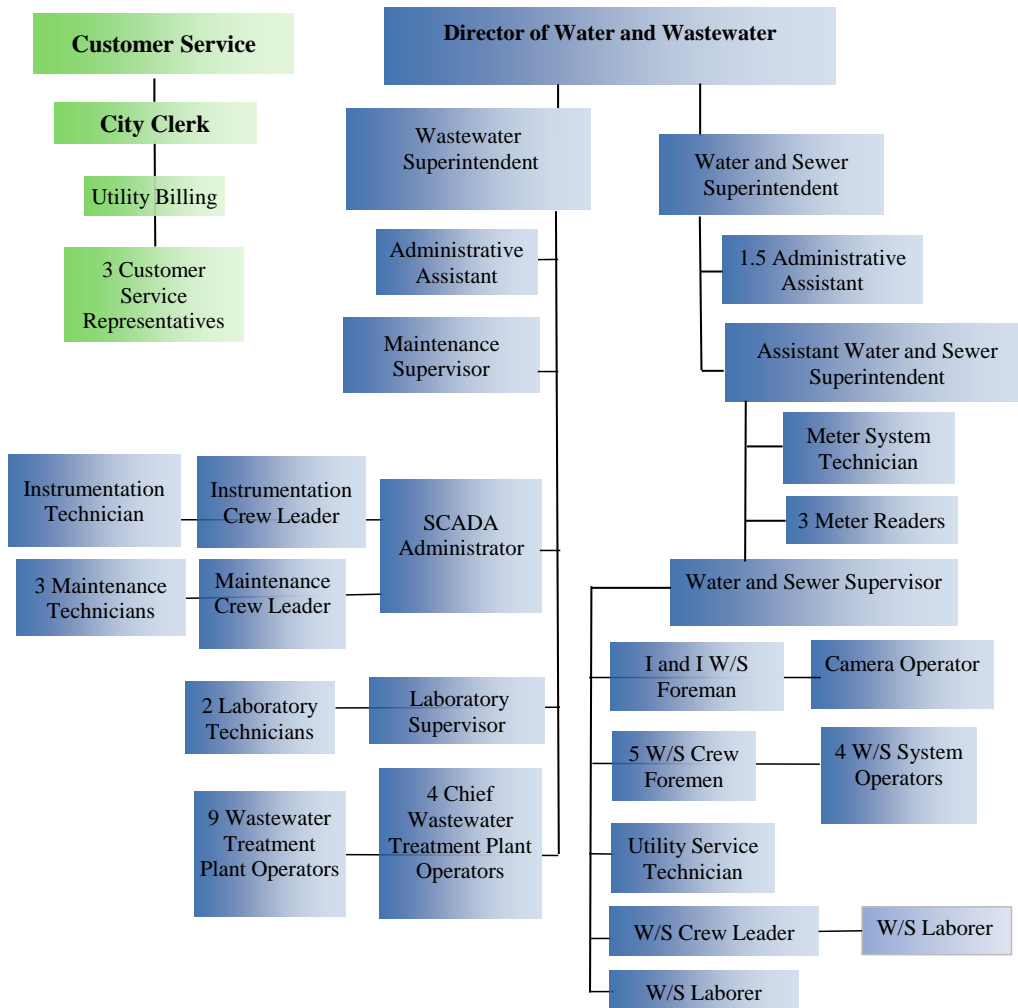 Customer Service
City Clerk
Utility Billing
3 Customer
Service
Representatives
Director of Water and Wastewater
Wastewater
Superintendent
Administrative
Assistant
Maintenance
Supervisor
SCADA
Administrator
Instrumentation
Crew Leader
Instrumentation
Technician
Maintenance
Crew Leader
3 Maintenance
Technicians
Laboratory
Supervisor
2 Laboratory
Technicians
4 Chief
Wastewater
Treatment Plant
Operators
9 Wastewater
Treatment
Plant Operators
Water and Sewer
Superintendent
1.5 Administrative
Assistant
Assistant Water and Sewer
Superintendent
Meter System
Technician
3 Meter Readers
Water and Sewer Supervisor
I and I W/S
Foreman
Camera Operator
5 W/S Crew
Foremen
4 W/S System
Operators
Utility Service
Technician
W/S Crew Leader
W/S Laborer
W/S Laborer